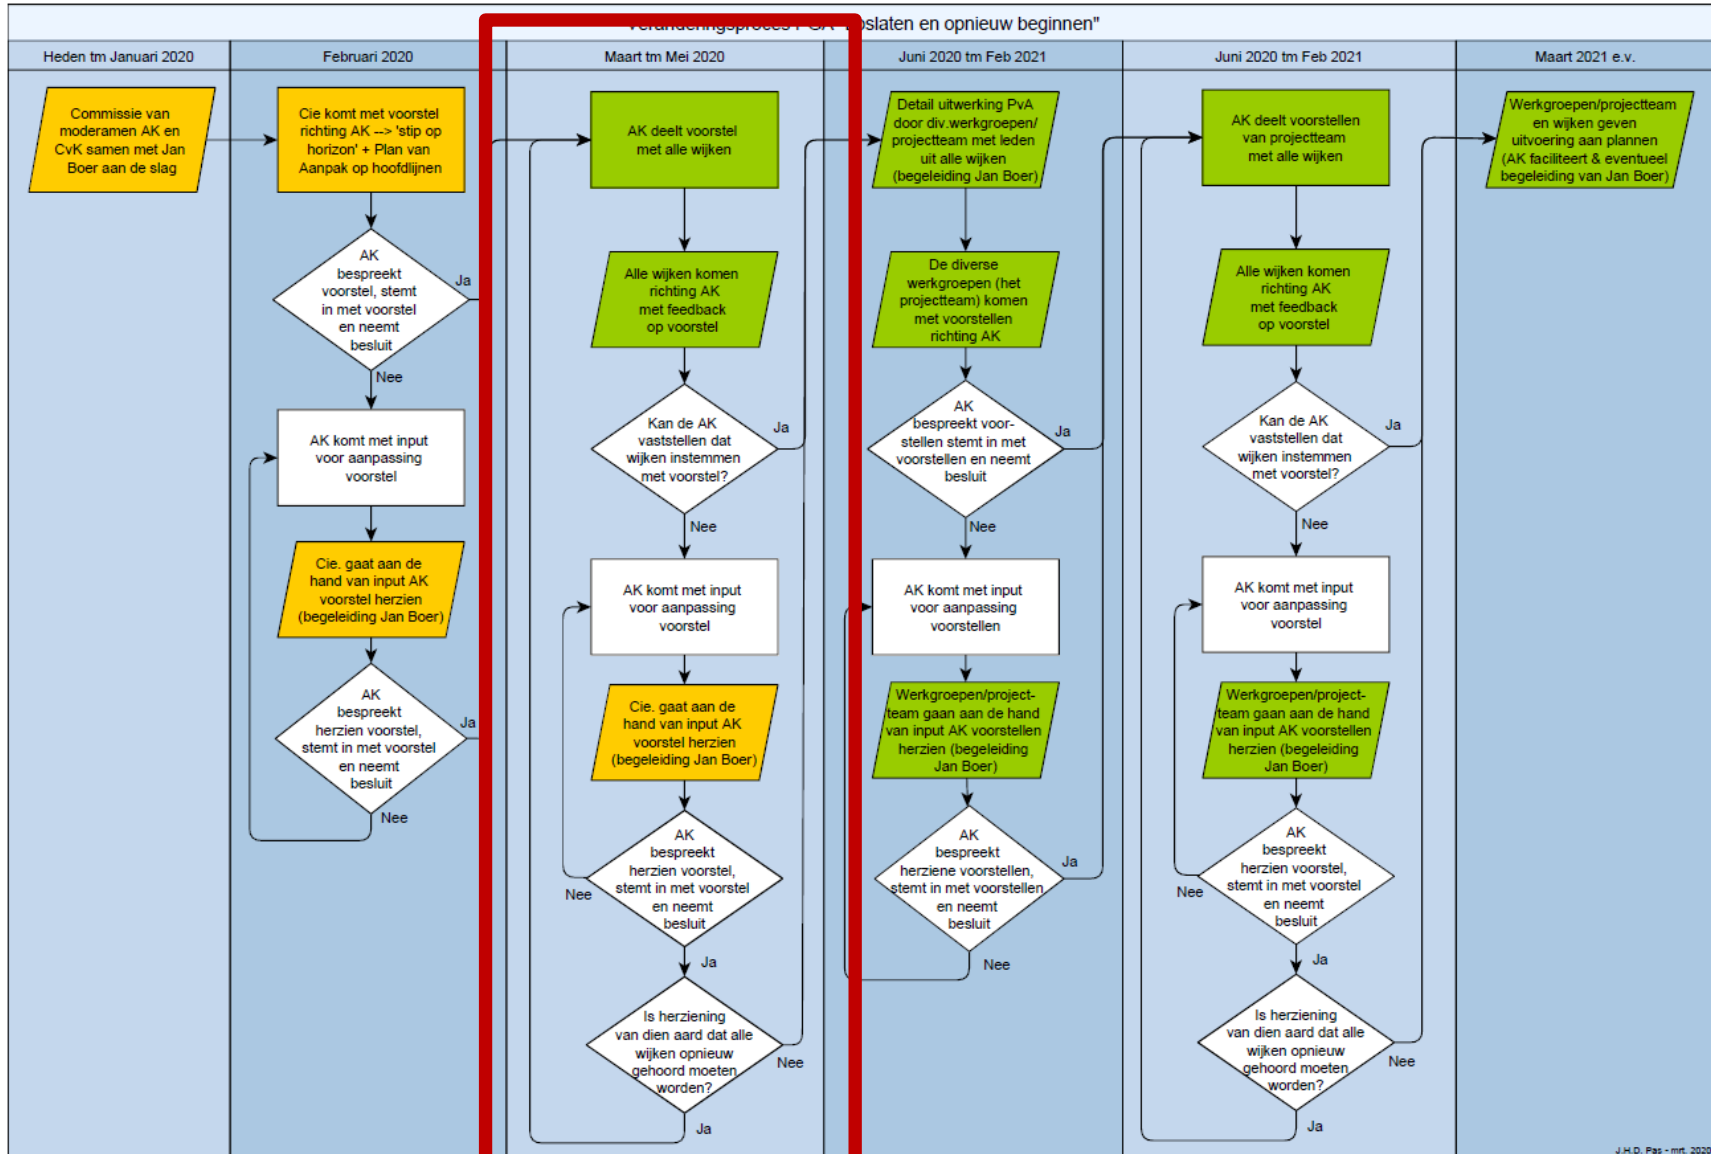 Veranderingsproces PGA "Loslaten en opnieuw beginnen"
Heden tm Januari 2020
Commissie van
moderamen AK en
CvK samen met Jan
Boer aan de slag
Februari 2020
Cie komt met voorstel
richting AK --> 'stip op
horizon' + Plan van
Aanpak op hoofdlijnen
AK
bespreekt
voorstel, stemt
in met voorstel
en neemt
besluit
Ja
Nee
AK komt met input
voor aanpassing
voorstel
Cie. gaat aan de
hand van input AK
voorstel herzien
(begeleiding Jan Boer)
AK
bespreekt
herzien voorstel,
stemt in met voorstel
en neemt
besluit
Ja
Nee
Maart tm Mei 2020
AK deelt voorstel
met alle wijken
Alle wijken komen
richting AK
met feedback
op voorstel
Kan de AK
vaststellen dat
wijken instemmen
met voorstel?
Ja
Nee
AK komt met input
voor aanpassing
voorstel
Cie. gaat aan de
hand van input AK
voorstel herzien
(begeleiding Jan Boer)
AK
bespreekt
herzien voorstel,
stemt in met voorstel
en neemt
besluit
Nee
Ja
Is herziening
van dien aard dat alle
wijken opnieuw
gehoord moeten
worden?
Nee
Ja
Juni 2020 tm Feb 2021
Detail uitwerking PvA
door div.werkgroepen/
projectteam met leden
uit alle wijken
(begeleiding Jan Boer)
De diverse
werkgroepen (het
projectteam) komen
met voorstellen
richting AK
AK
bespreekt voor-
stellen stemt in met
voorstellen en neemt
besluit
Ja
Nee
AK komt met input
voor aanpassing
voorstellen
Werkgroepen/project-
team gaan aan de hand
van input AK voorstellen
herzien (begeleiding
Jan Boer)
AK
bespreekt
herziene voorstellen,
stemt in met voorstellen
en neemt
besluit
Ja
Nee
Juni 2020 tm Feb 2021
AK deelt voorstellen
van projectteam
met alle wijken
Alle wijken komen
richting AK
met feedback
op voorstel
Kan de AK
vaststellen dat
wijken instemmen
met voorstel?
Ja
Nee
AK komt met input
voor aanpassing
voorstel
Werkgroepen/project-
team gaan aan de hand
van input AK voorstellen
herzien (begeleiding
Jan Boer)
AK
bespreekt
herzien voorstel,
stemt in met voorstel
en neemt
besluit
Nee
Ja
Is herziening
van dien aard dat alle
wijken opnieuw
gehoord moeten
worden?
Nee
Ja
Maart 2021 e.v.
Werkgroepen/projectteam
en wijken geven
uitvoering aan plannen
(AK faciliteert & eventueel
begeleiding van Jan Boer)
J.H.D. Pas - mrt. 2020